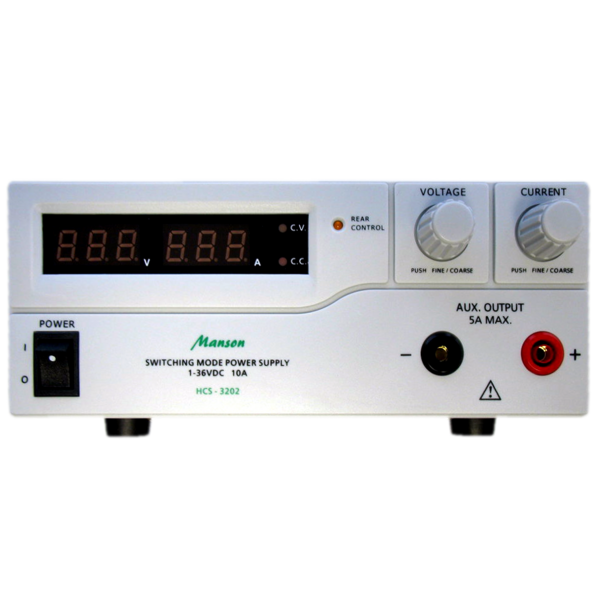 VOLTAGE
CURRENT
888 V 888 A
C.V.
C.C.
REAR
CONTROL
PUSH FINE / COARSE
PUSH FINE / COARSE
AUX. OUTPUT
5A MAX.
POWER
I
O
Manson
SWITCHING MODE POWER SUPPLY
1-36VDC 10A
HCS - 3202
- +